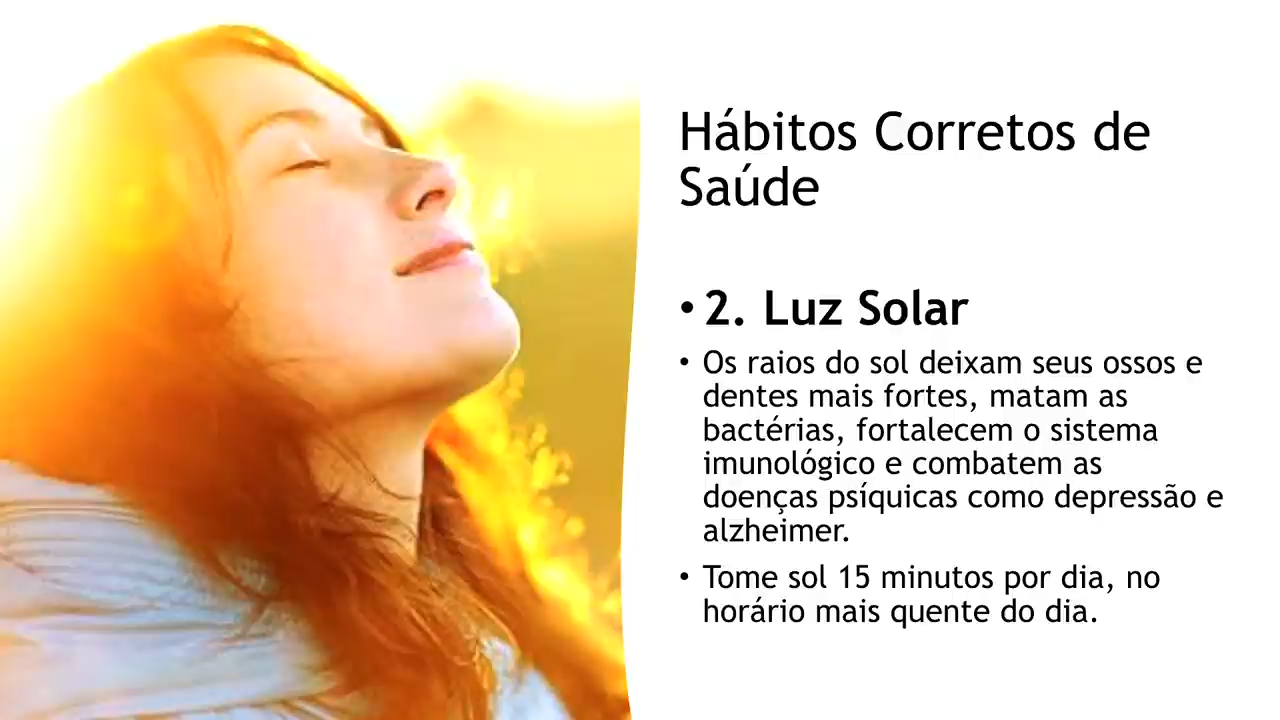 Hábitos Corretos de
Saúde
• 2. Luz Solar
• Os raios do sol deixam seus ossos e
dentes mais fortes, matam as
bactérias, fortalecem o sistema
imunológico e combatem as
doenças psíquicas como depressão e
alzheimer.
• Tome sol 15 minutos por dia, no
horário mais quente do dia.